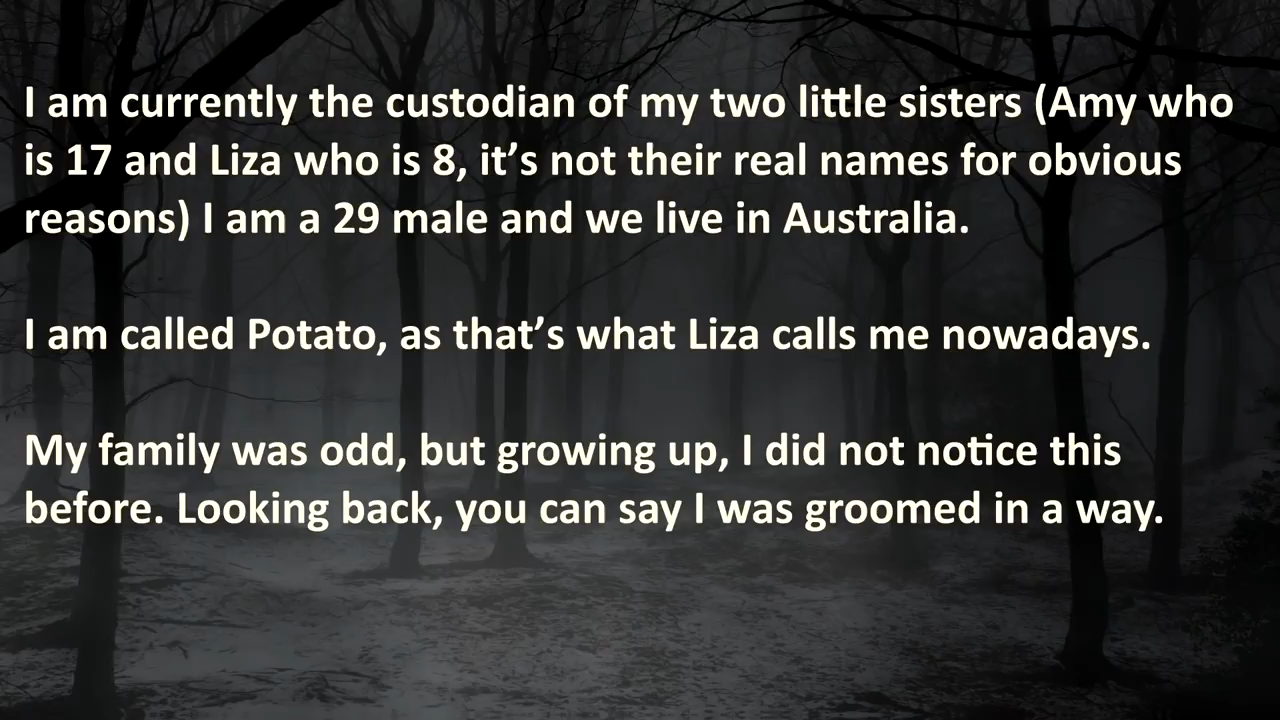 I am currently the custodian of my two little sisters (Amy who
is 17 and Liza who is 8, it’s not their real names for obvious
reasons) I am a 29 male and we live in Australia.
I am called Potato, as that’s what Liza calls me nowadays.
My family was odd, but growing up, I did not notice this
before. Looking back, you can say I was groomed in a way.